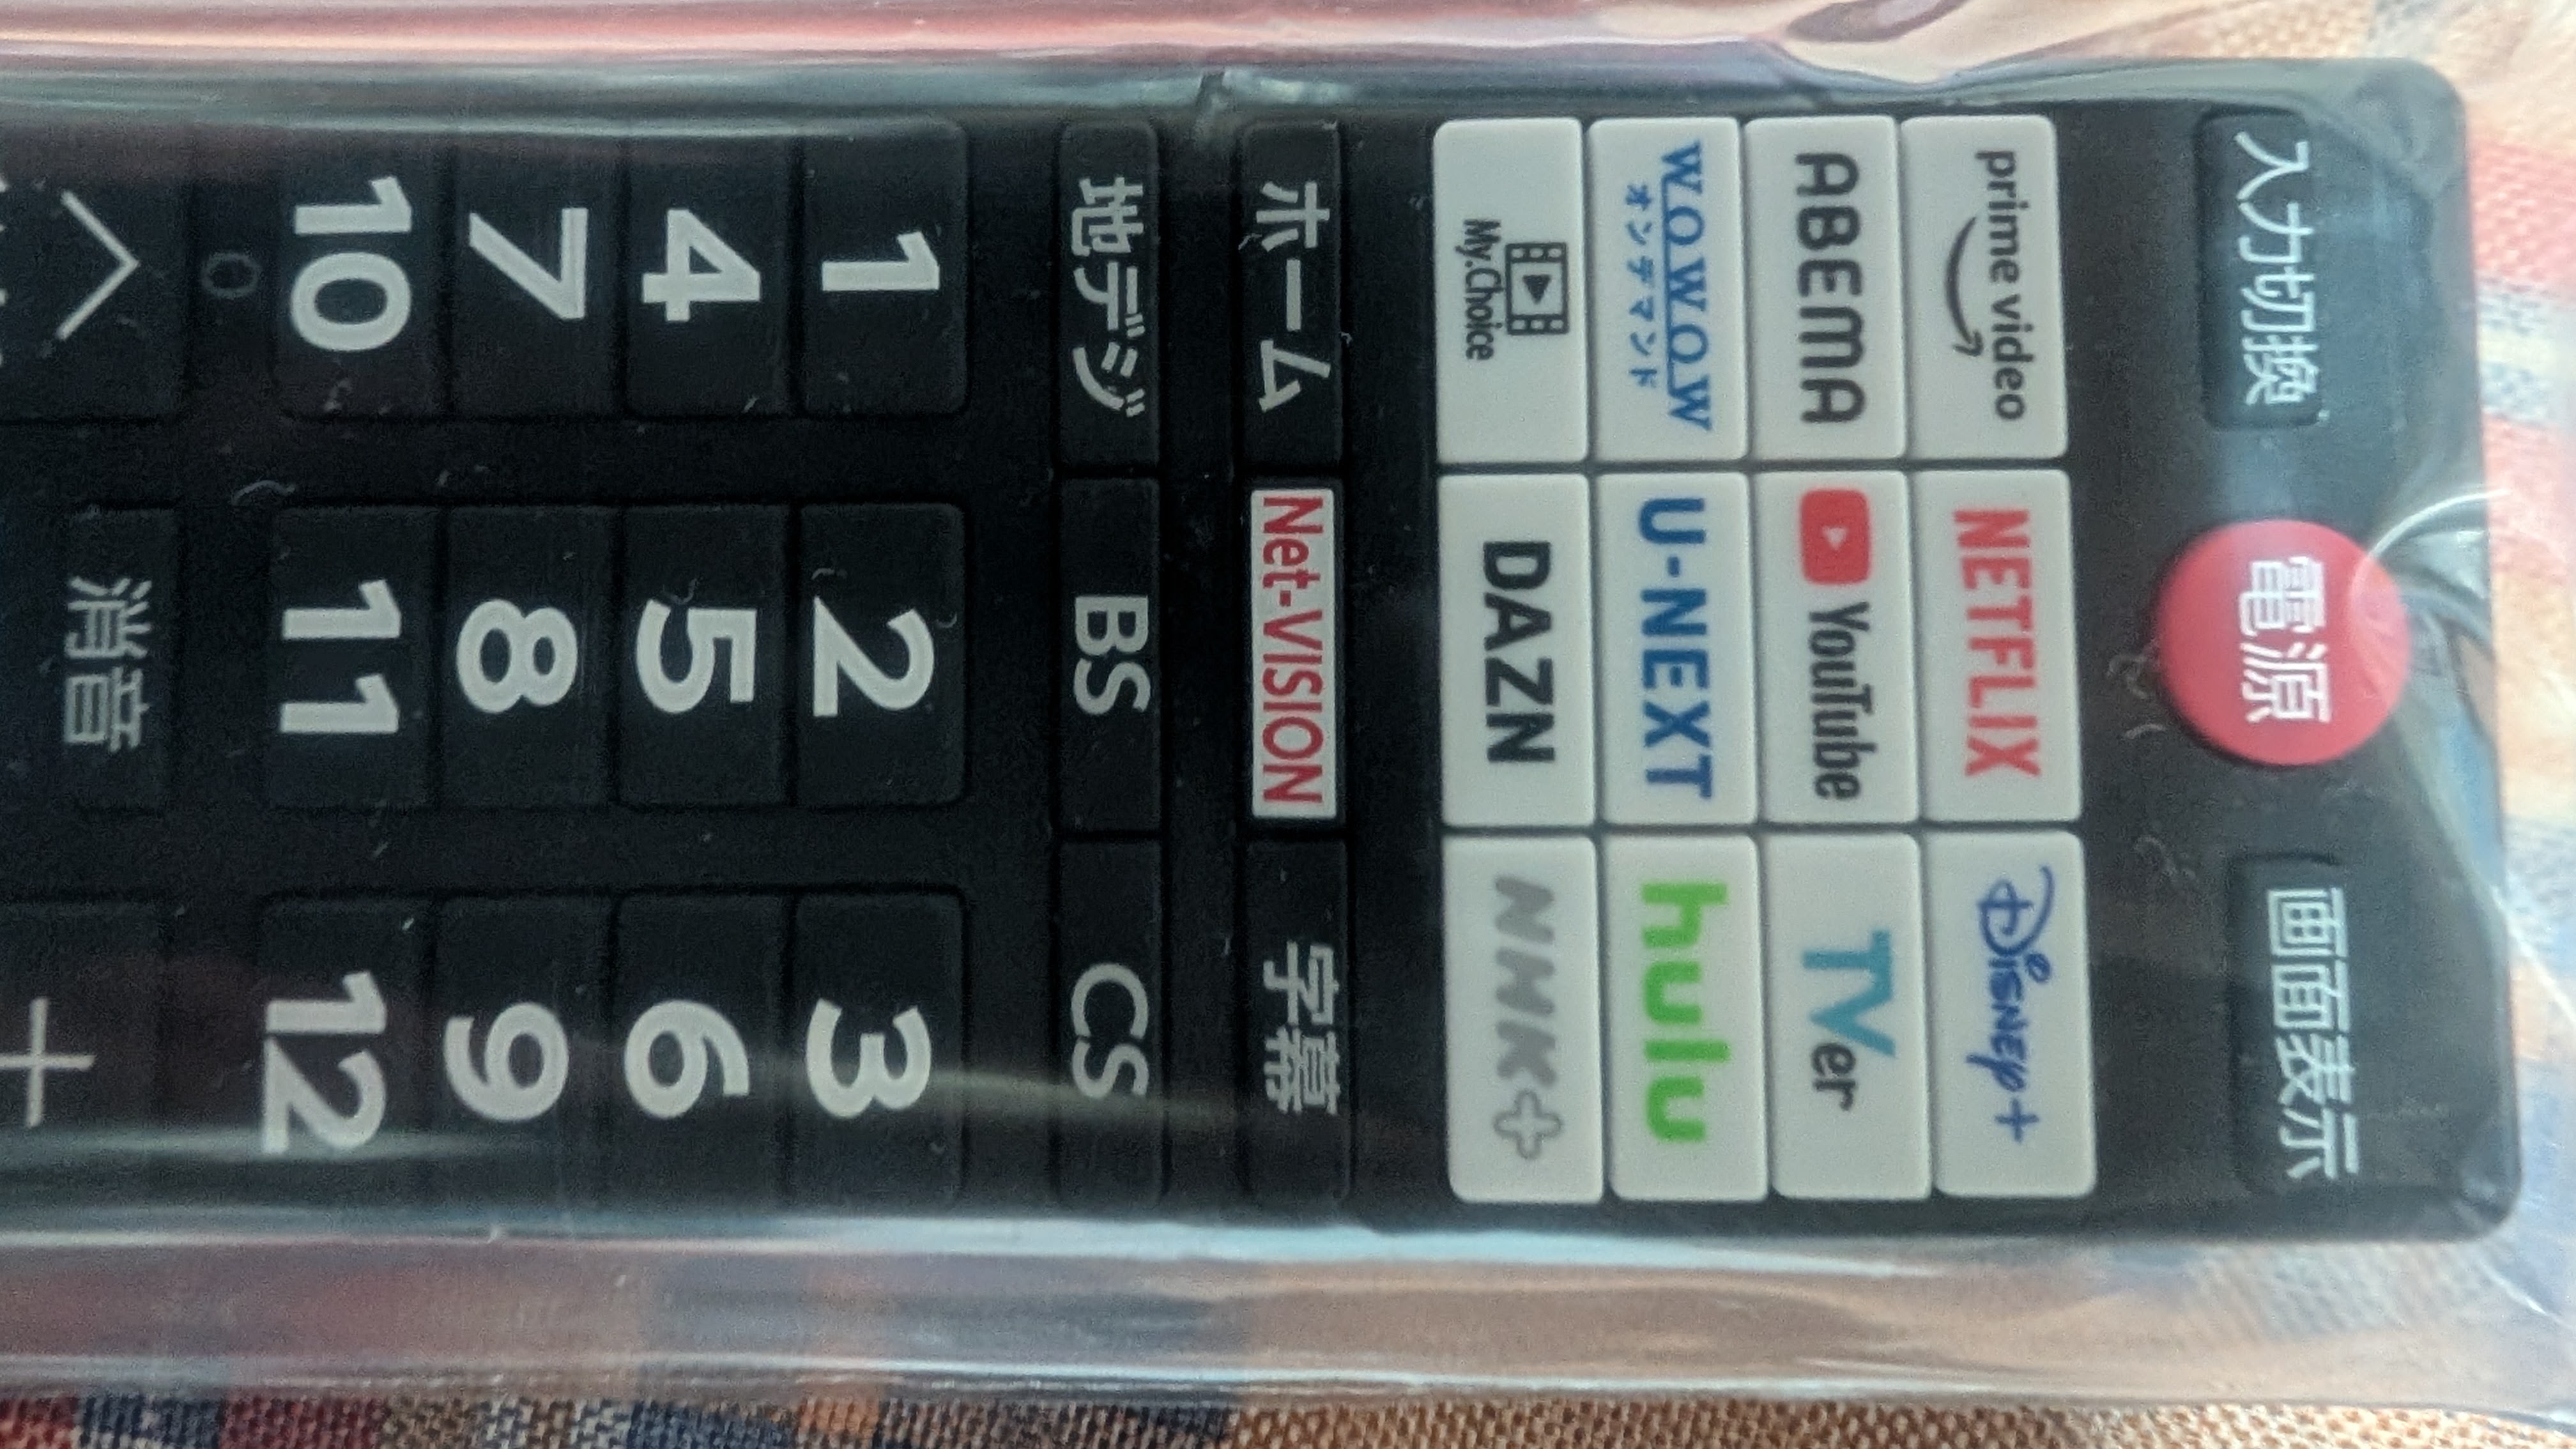 入力切換 電源 画面表示
prime video NETFLIX Disney+
ABEMA YouTube TVer
WOWOW
オンデマンド U-NEXT hulu
My.Choice DAZN NHK+
ホーム Net-VISION 字幕
地デジ BS CS
1 2 3
4 5 6
7 8 9
10 11 12
消音 +